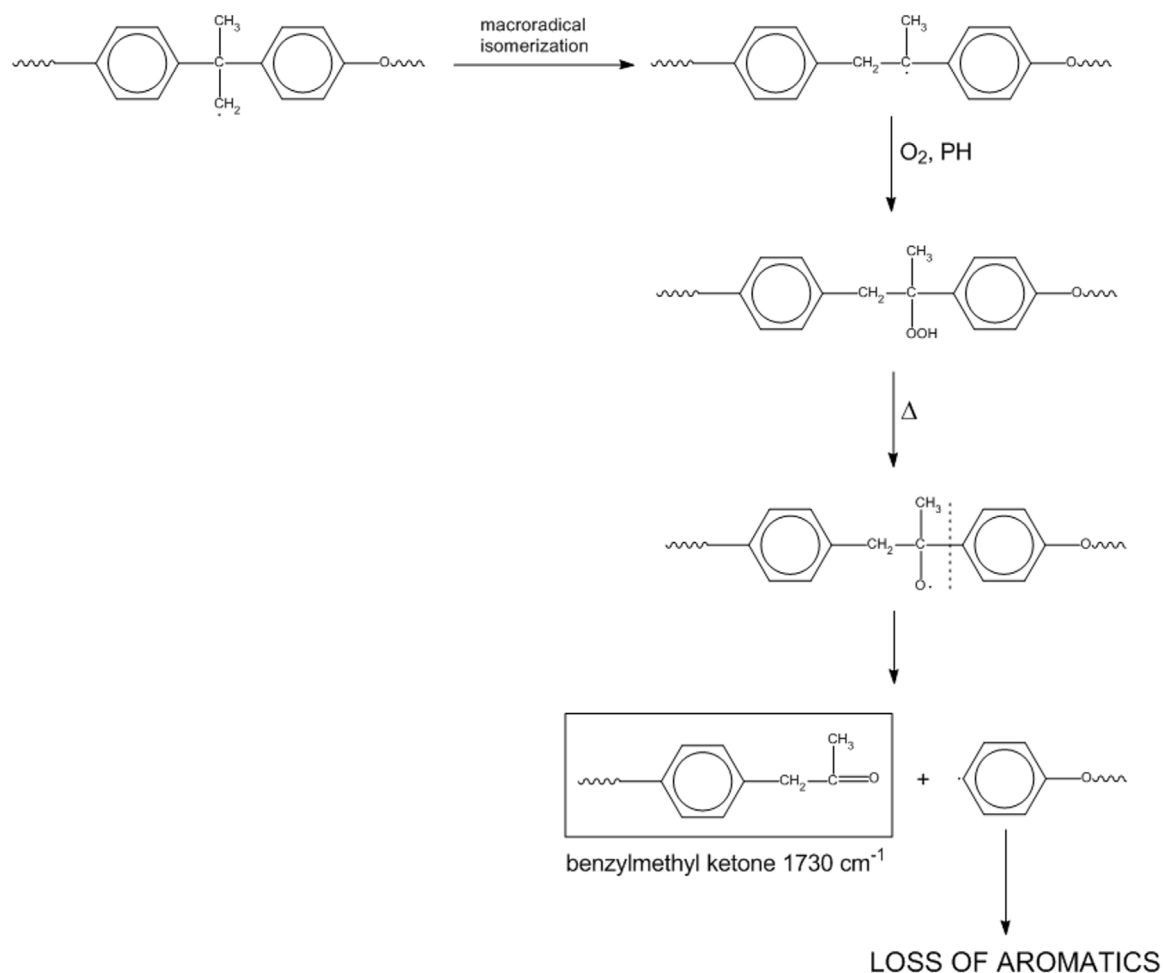 CH₃
C
CH₂
·
O
macroradical
isomerization
CH₃
CH₂
C
·
O
O₂, PH
CH₃
CH₂
C
O
OOH
Δ
CH₃
CH₂
C
O
O·
CH₃
CH₂
C
O
+
·
O
benzylmethyl ketone 1730 cm⁻¹
LOSS OF AROMATICS